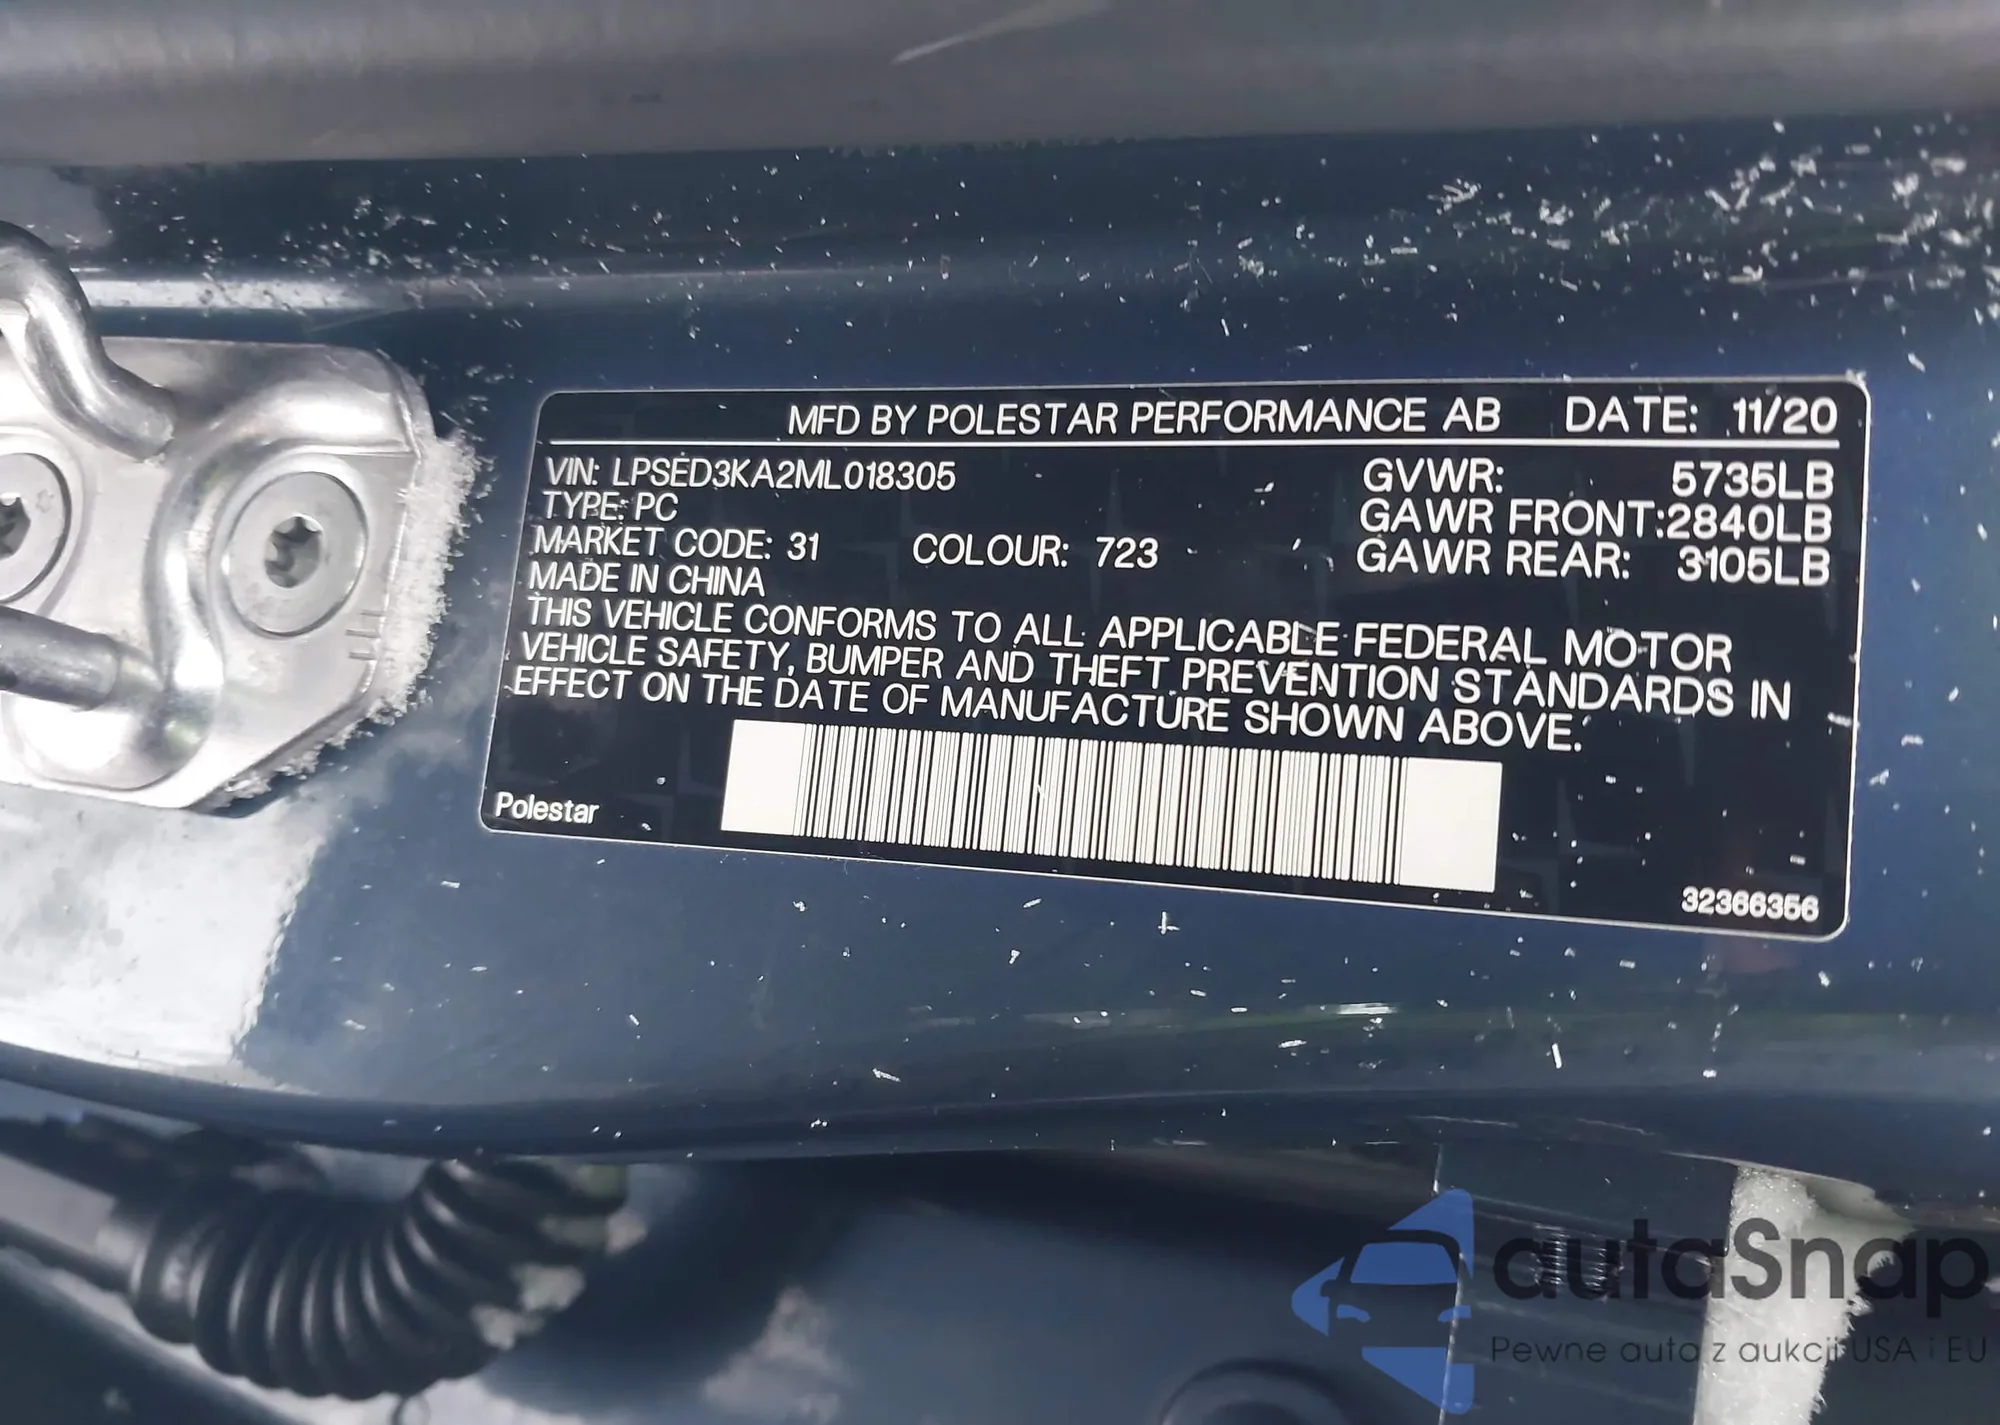 MFD BY POLESTAR PERFORMANCE AB DATE: 11/20
VIN: LPSED3KA2ML018305 GVWR: 5735LB
TYPE: PC GAWR FRONT:2840LB
MARKET CODE: 31 COLOUR: 723 GAWR REAR: 3105LB
MADE IN CHINA
THIS VEHICLE CONFORMS TO ALL APPLICABLE FEDERAL MOTOR
VEHICLE SAFETY, BUMPER AND THEFT PREVENTION STANDARDS IN
EFFECT ON THE DATE OF MANUFACTURE SHOWN ABOVE.
Polestar
32366356
autaSnap
Pewne auta z aukcji USA i EU